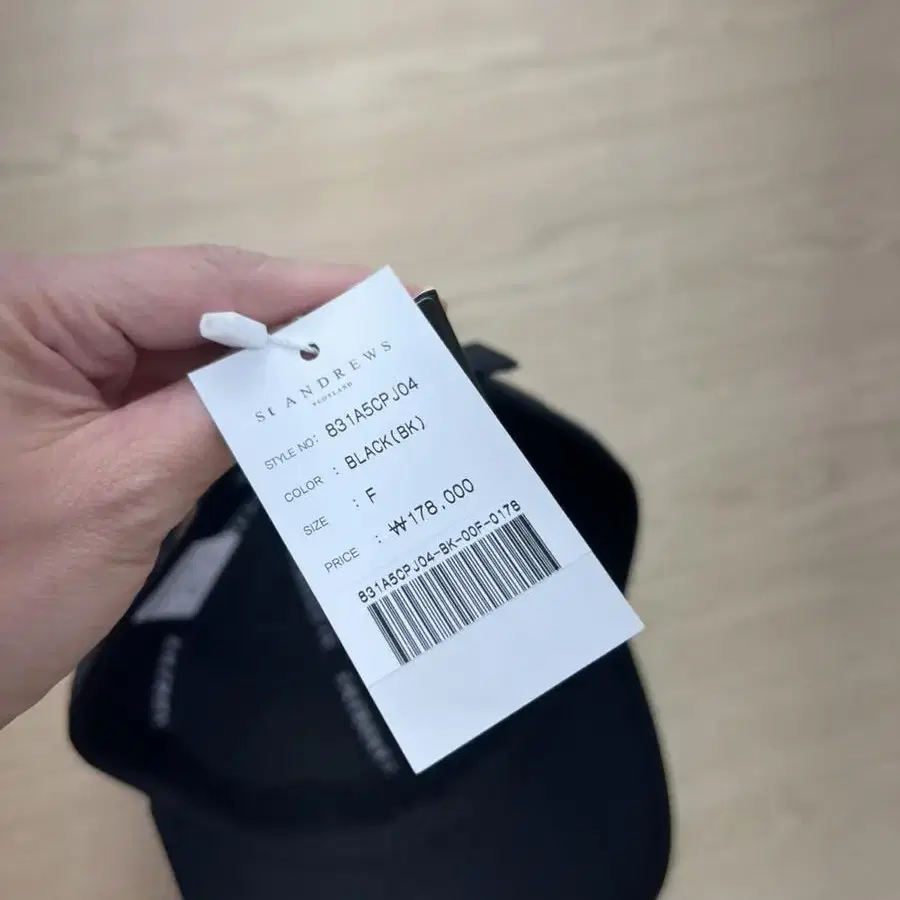 St ANDREWS
SCOTLAND
STYLE NO: 831A5CPJ04
COLOR : BLACK(BK)
SIZE : F
PRICE : ₩178,000
831A5CPJ04-BK-00F-0178